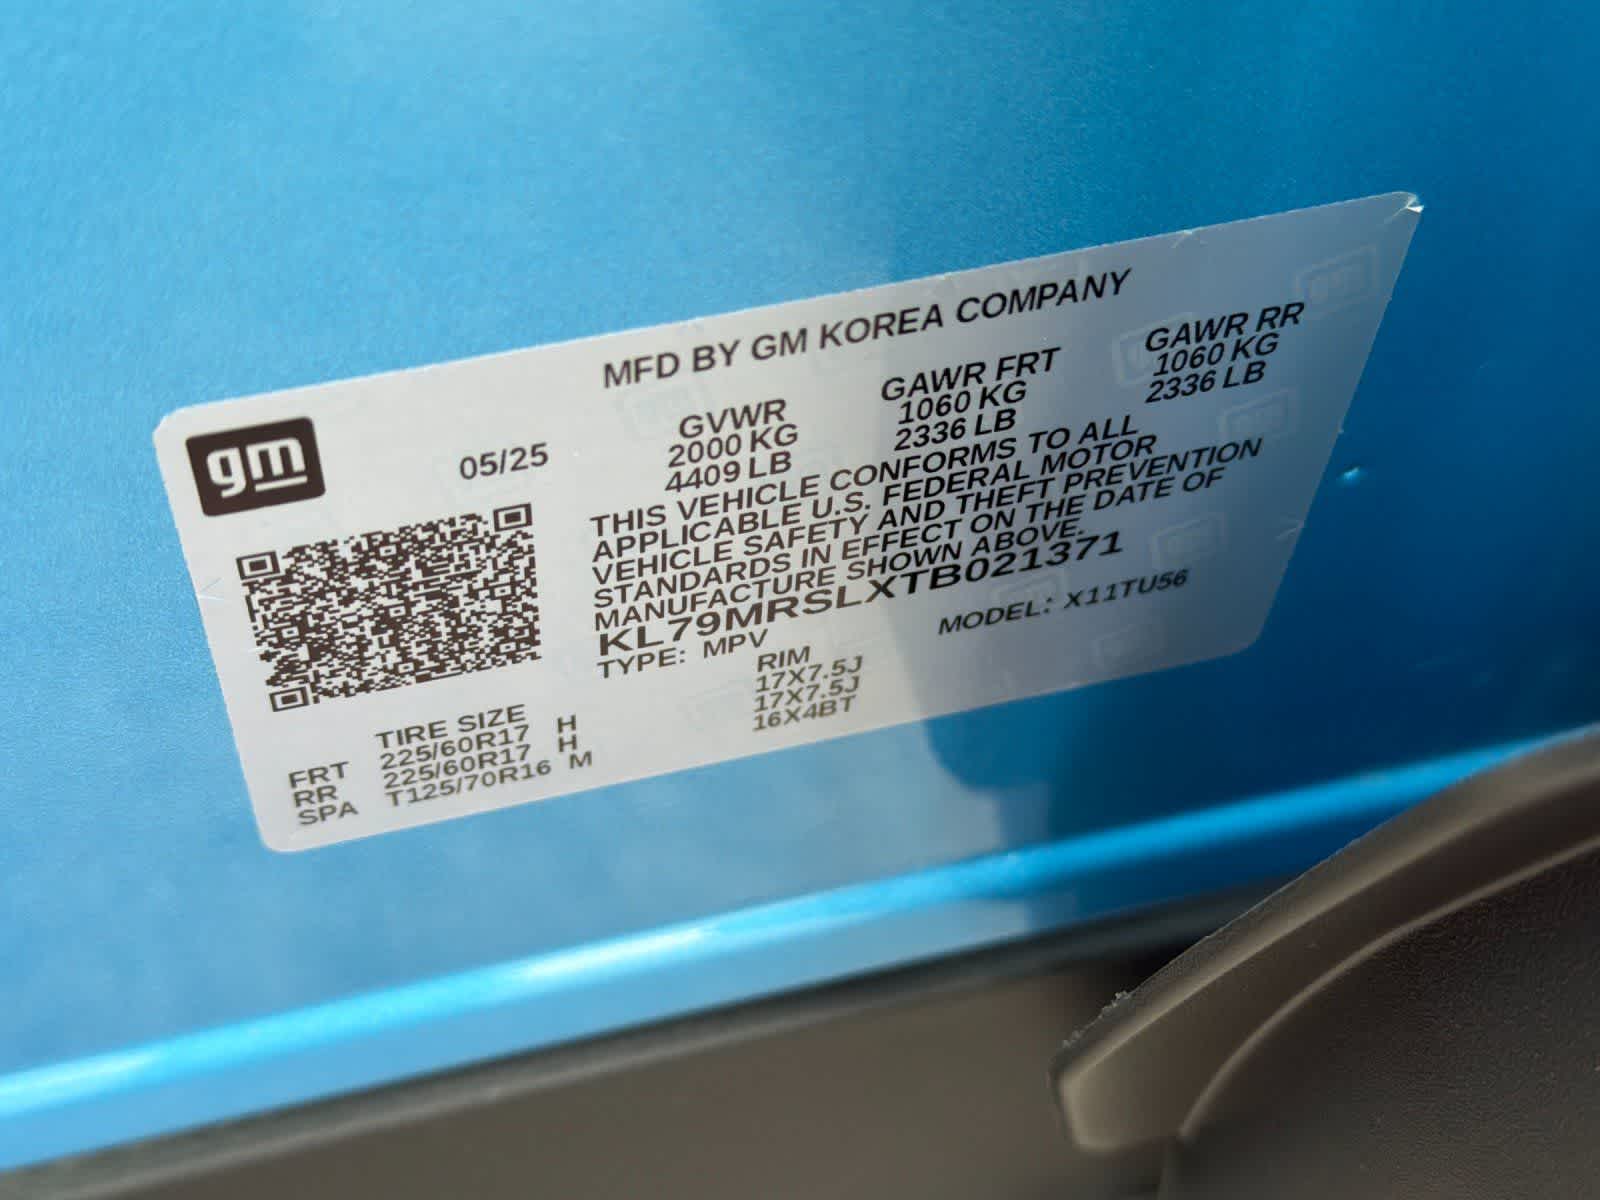 MFD BY GM KOREA COMPANY
gm
05/25
GVWR GAWR FRT GAWR RR
2000 KG 1060 KG 1060 KG
4409 LB 2336 LB 2336 LB
THIS VEHICLE CONFORMS TO ALL
APPLICABLE U.S. FEDERAL MOTOR
VEHICLE SAFETY AND THEFT PREVENTION
STANDARDS IN EFFECT ON THE DATE OF
MANUFACTURE SHOWN ABOVE.
KL79MRSLXTB021371
TYPE: MPV MODEL: X11TU56
TIRE SIZE RIM
FRT 225/60R17 H 17X7.5J
RR 225/60R17 H 17X7.5J
SPA T125/70R16 M 16X4BT